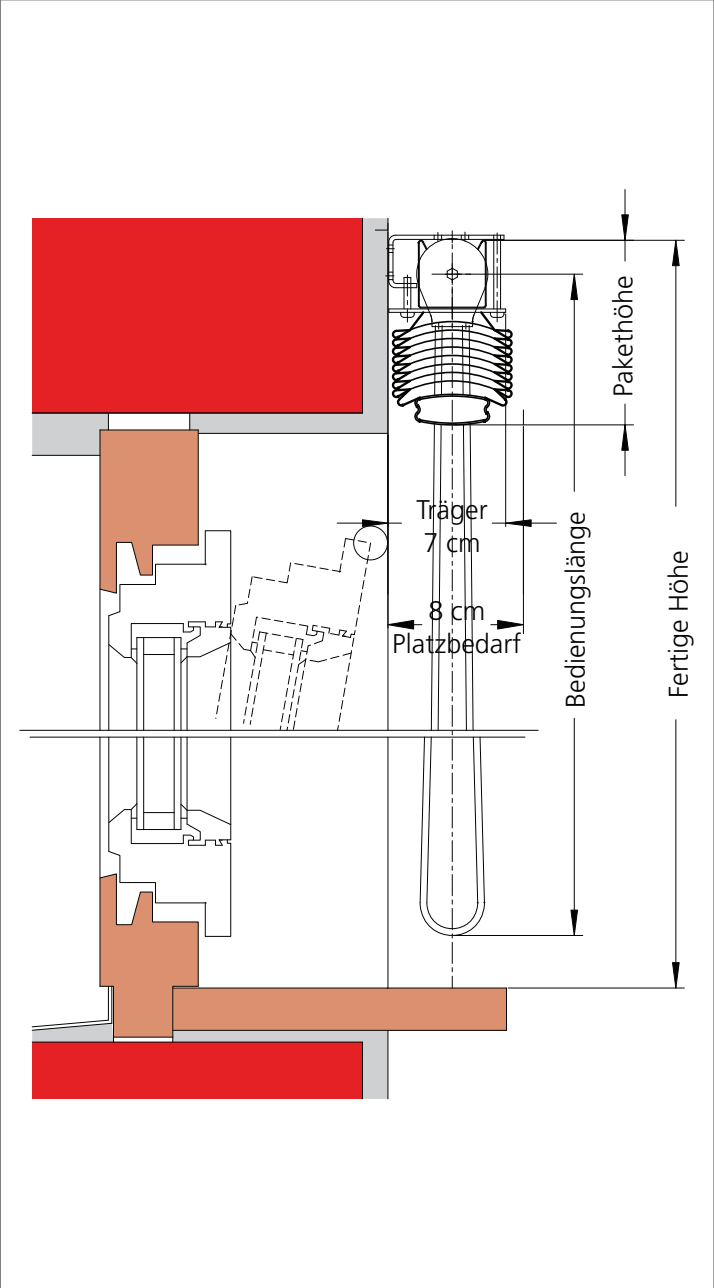 Pakethöhe
Träger
7 cm
8 cm
Platzbedarf
Bedienungslänge
Fertige Höhe